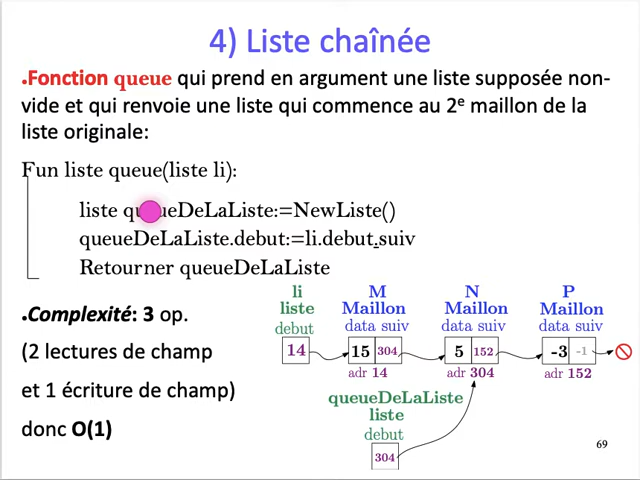 4) Liste chaînée
•Fonction queue qui prend en argument une liste supposée non-
vide et qui renvoie une liste qui commence au 2e maillon de la
liste originale:
Fun liste queue(liste li):
liste queueDeLaListe:=NewListe()
queueDeLaListe.debut:=li.debut.suiv
Retourner queueDeLaListe
•Complexité: 3 op.
(2 lectures de champ
et 1 écriture de champ)
donc O(1)
li M N P
liste Maillon Maillon Maillon
debut data suiv data suiv data suiv
14 15 304 5 152 -3 -1
adr 14 adr 304 adr 152
queueDeLaListe
liste
debut
304
69